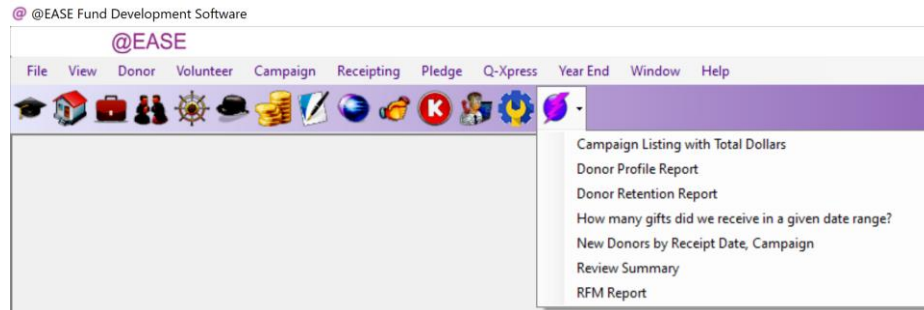 @ @EASE Fund Development Software
@EASE
File View Donor Volunteer Campaign Receipting Pledge Q-Xpress Year End Window Help
K
Campaign Listing with Total Dollars
Donor Profile Report
Donor Retention Report
How many gifts did we receive in a given date range?
New Donors by Receipt Date, Campaign
Review Summary
RFM Report